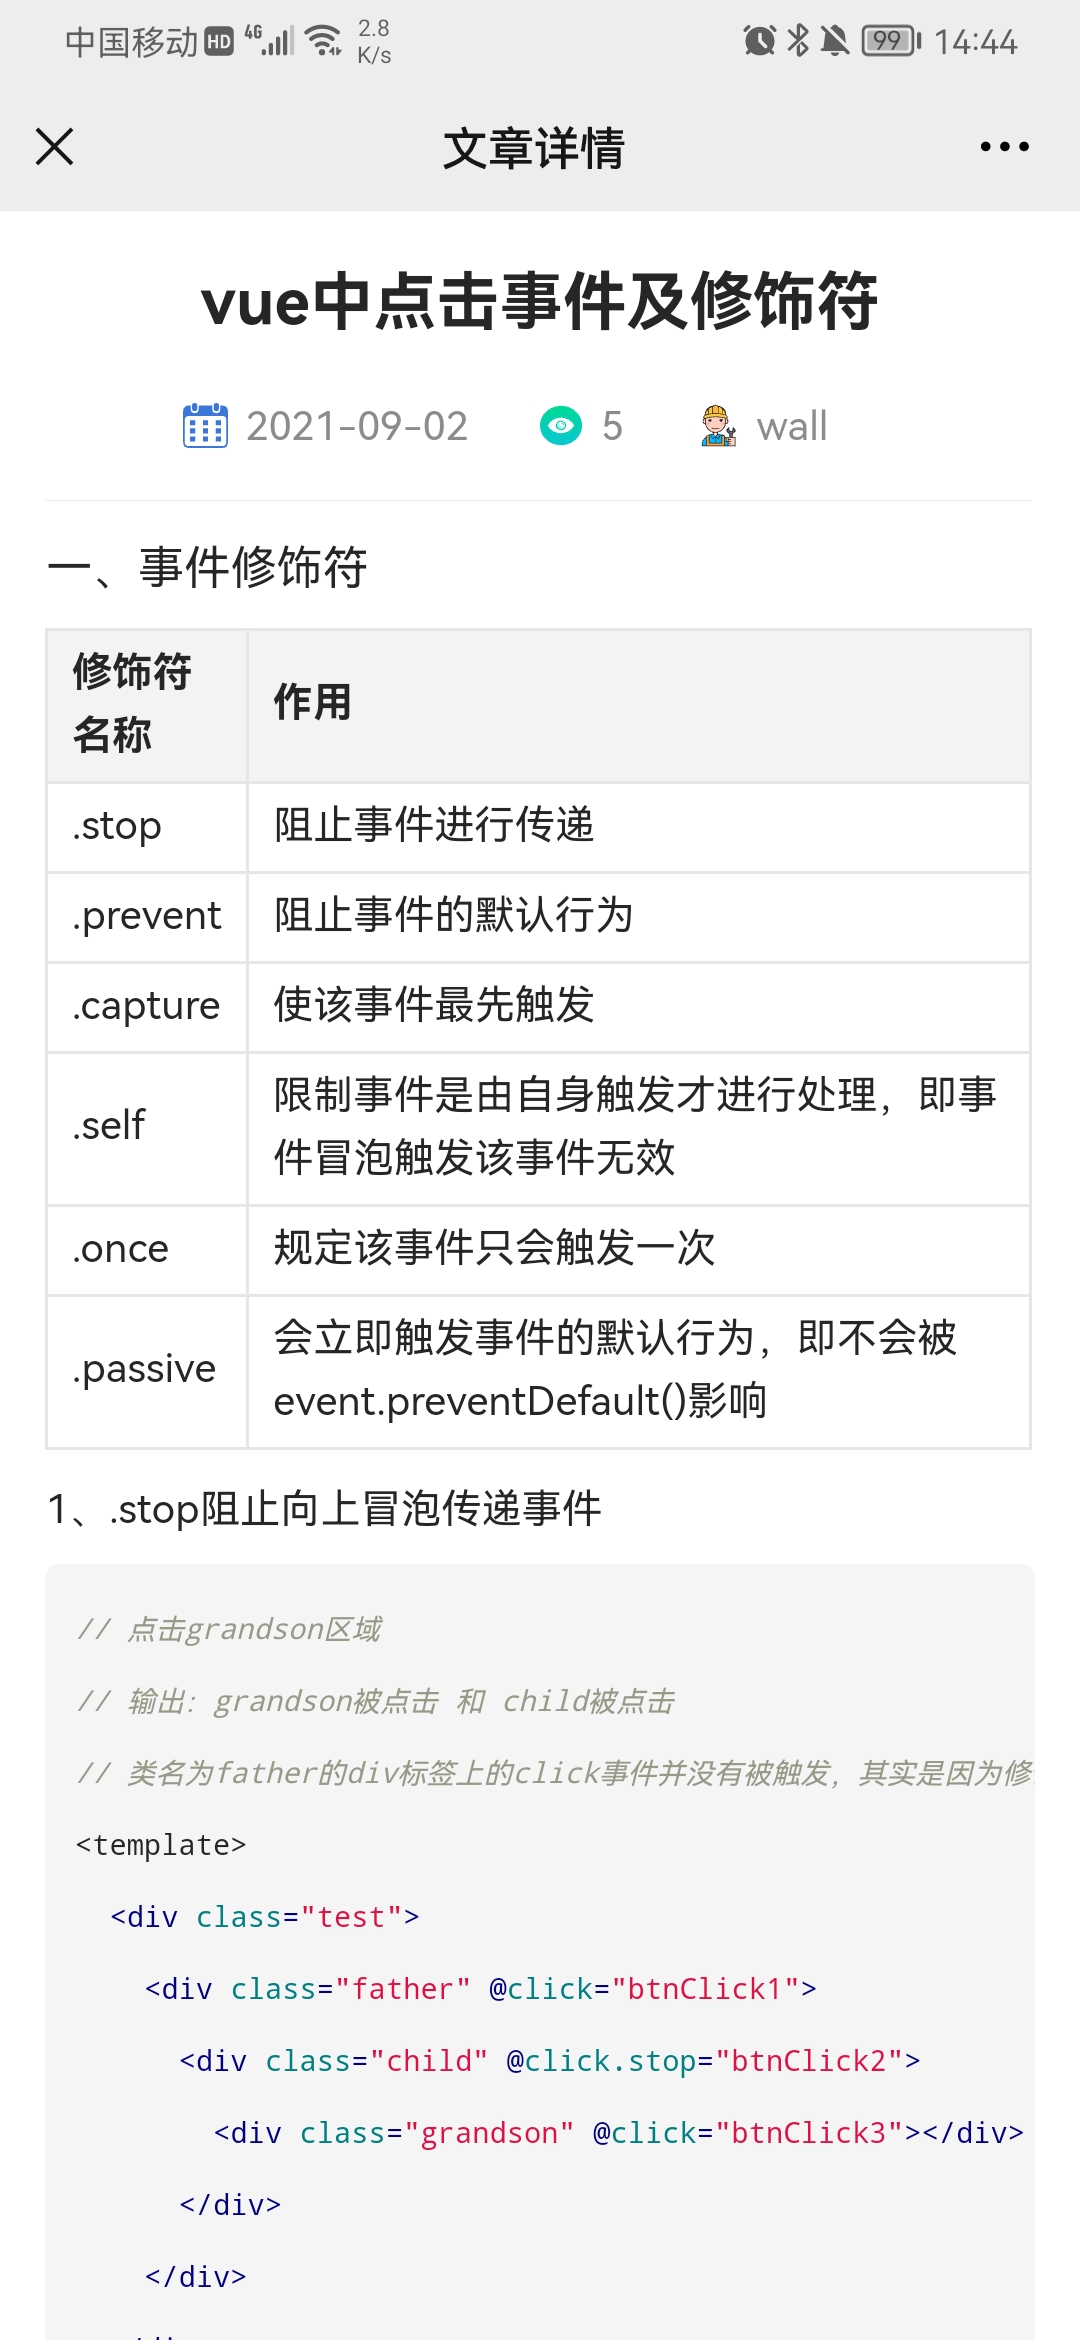 中国移动 HD 4G 2.8 K/s 99 14:44
文章详情
vue中点击事件及修饰符
2021-09-02 5 wall
一、事件修饰符
修饰符名称 作用
.stop 阻止事件进行传递
.prevent 阻止事件的默认行为
.capture 使该事件最先触发
.self 限制事件是由自身触发才进行处理，即事
件冒泡触发该事件无效
.once 规定该事件只会触发一次
.passive 会立即触发事件的默认行为，即不会被
event.preventDefault()影响
1、.stop阻止向上冒泡传递事件
// 点击grandson区域
// 输出：grandson被点击 和 child被点击
// 类名为father的div标签上的click事件并没有被触发，其实是因为修
<template>
<div class="test">
<div class="father" @click="btnClick1">
<div class="child" @click.stop="btnClick2">
<div class="grandson" @click="btnClick3"></div>
</div>
</div>